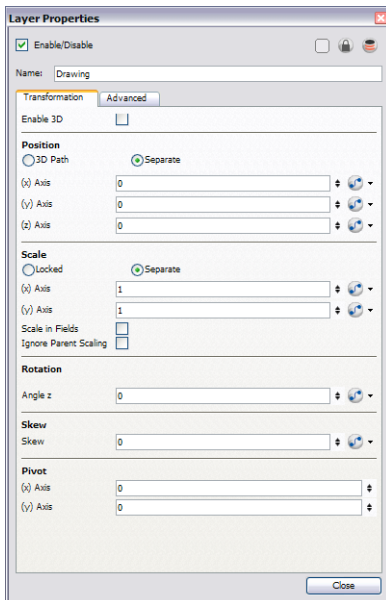 Layer Properties
Enable/Disable
Name: Drawing
Transformation Advanced
Enable 3D
Position
3D Path Separate
(x) Axis 0
(y) Axis 0
(z) Axis 0
Scale
Locked Separate
(x) Axis 1
(y) Axis 1
Scale in Fields
Ignore Parent Scaling
Rotation
Angle z 0
Skew
Skew 0
Pivot
(x) Axis 0
(y) Axis 0
Close